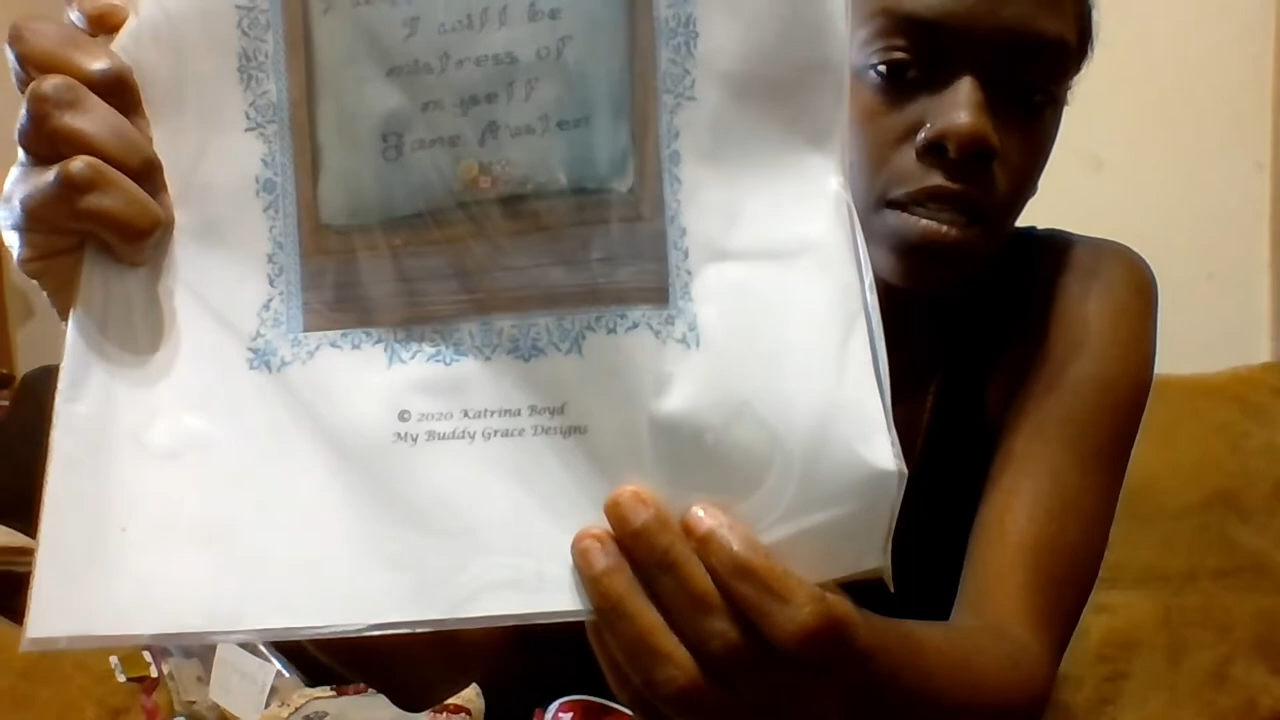 I will be
mistress of
myself
Jane Austen
© 2020 Katrina Boyd
My Buddy Grace Designs